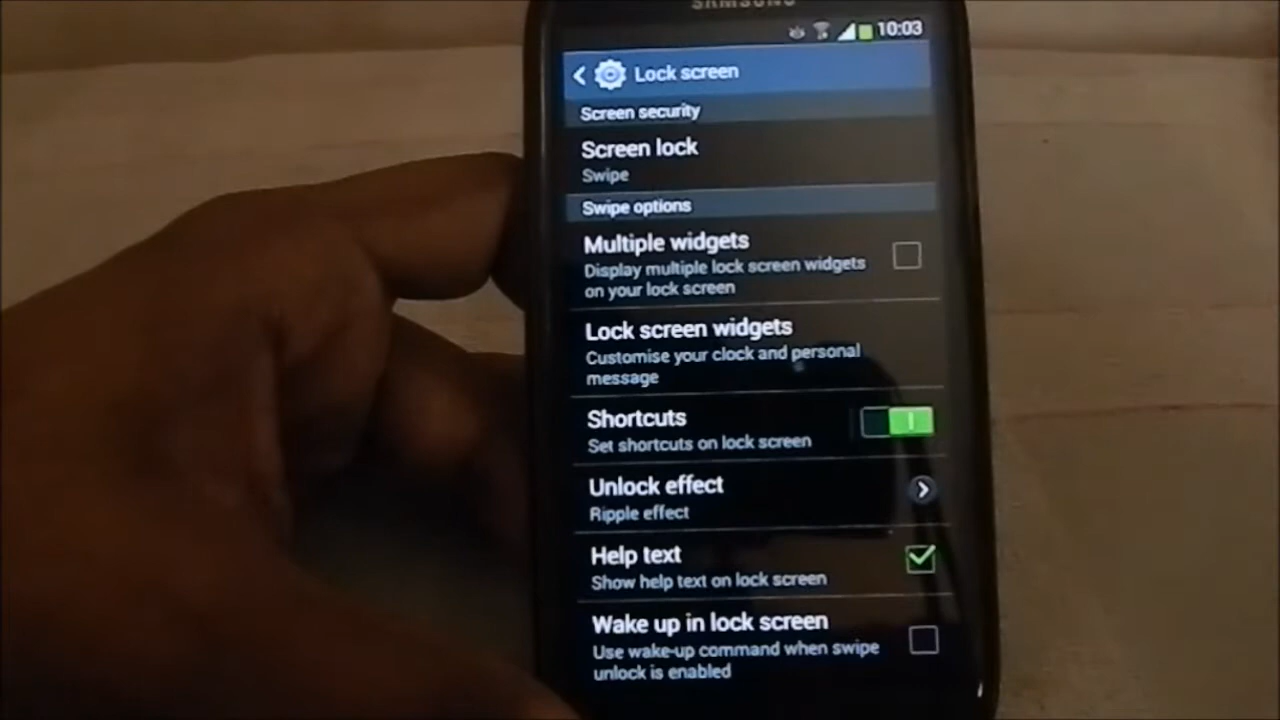 SAMSUNG
10:03
Lock screen
Screen security
Screen lock
Swipe
Swipe options
Multiple widgets
Display multiple lock screen widgets
on your lock screen
Lock screen widgets
Customise your clock and personal
message
Shortcuts
Set shortcuts on lock screen
Unlock effect
Ripple effect
Help text
Show help text on lock screen
Wake up in lock screen
Use wake-up command when swipe
unlock is enabled